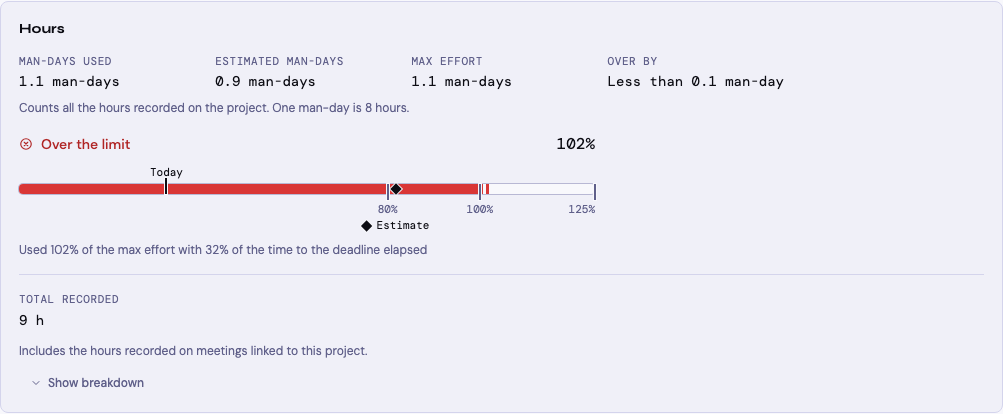 Hours
MAN-DAYS USED
1.1 man-days
ESTIMATED MAN-DAYS
0.9 man-days
MAX EFFORT
1.1 man-days
OVER BY
Less than 0.1 man-day
Counts all the hours recorded on the project. One man-day is 8 hours.
Over the limit
102%
Today
80%
100%
125%
Estimate
Used 102% of the max effort with 32% of the time to the deadline elapsed
TOTAL RECORDED
9 h
Includes the hours recorded on meetings linked to this project.
Show breakdown